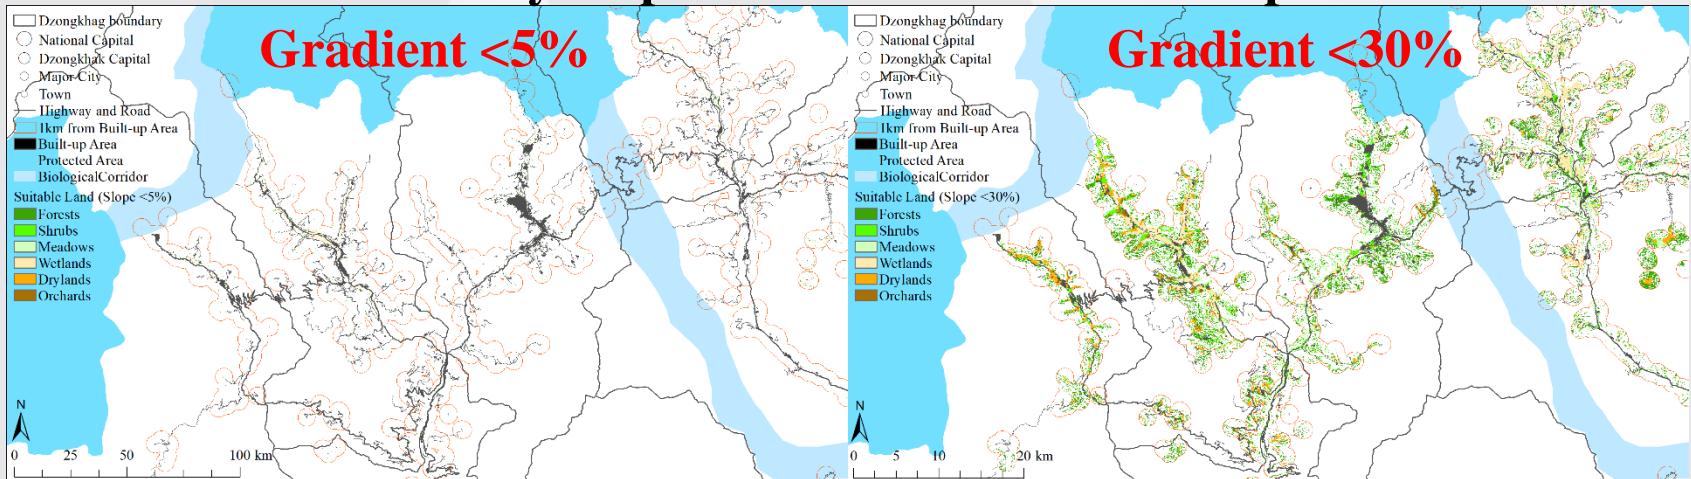 Gradient <5%
Dzongkhag boundary
National Capital
Dzongkhak Capital
Major City
Town
Highway and Road
1km from Built-up Area
Built-up Area
Protected Area
BiologicalCorridor
Suitable Land (Slope <5%)
Forests
Shrubs
Meadows
Wetlands
Drylands
Orchards
N
0 25 50 100 km
Gradient <30%
Dzongkhag boundary
National Capital
Dzongkhak Capital
Major City
Town
Highway and Road
1km from Built-up Area
Built-up Area
Protected Area
BiologicalCorridor
Suitable Land (Slope <30%)
Forests
Shrubs
Meadows
Wetlands
Drylands
Orchards
N
0 5 10 20 km